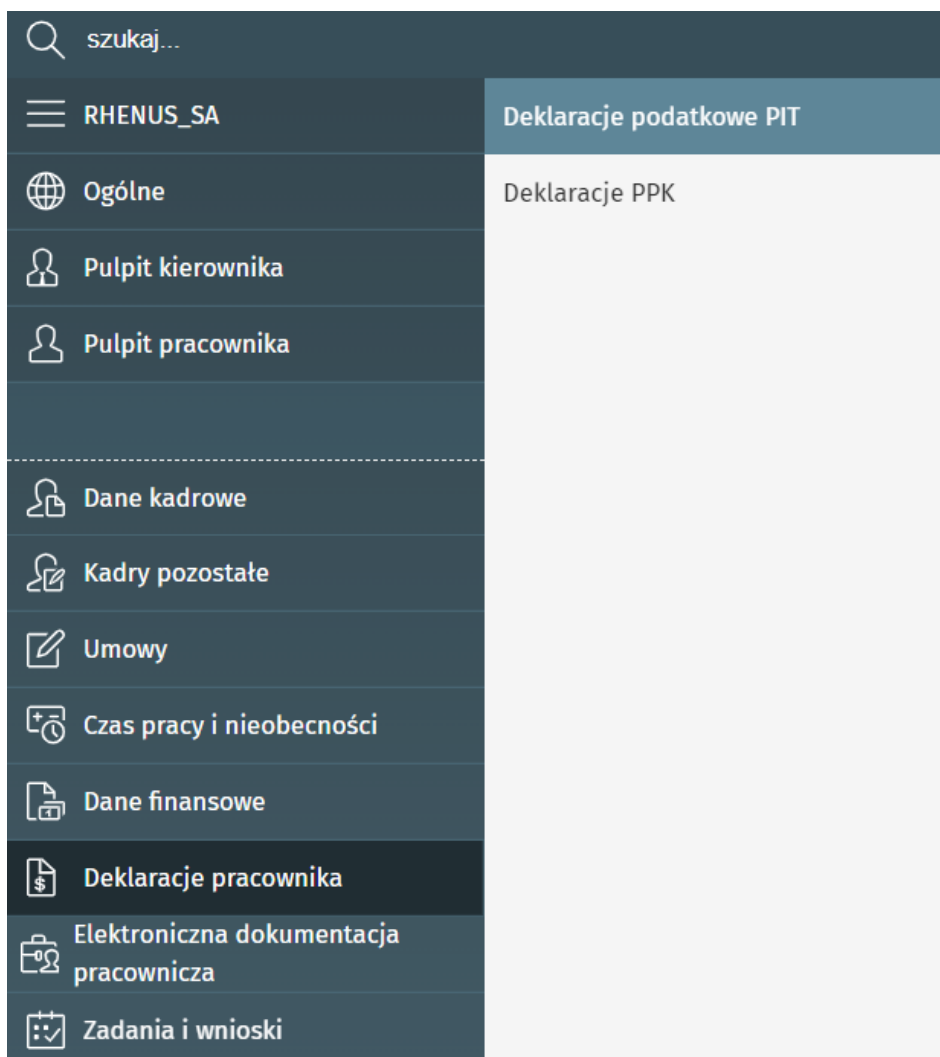 szukaj...
RHENUS_SA
Ogólne
Pulpit kierownika
Pulpit pracownika
Dane kadrowe
Kadry pozostałe
Umowy
Czas pracy i nieobecności
Dane finansowe
Deklaracje pracownika
Elektroniczna dokumentacja
pracownicza
Zadania i wnioski
Deklaracje podatkowe PIT
Deklaracje PPK